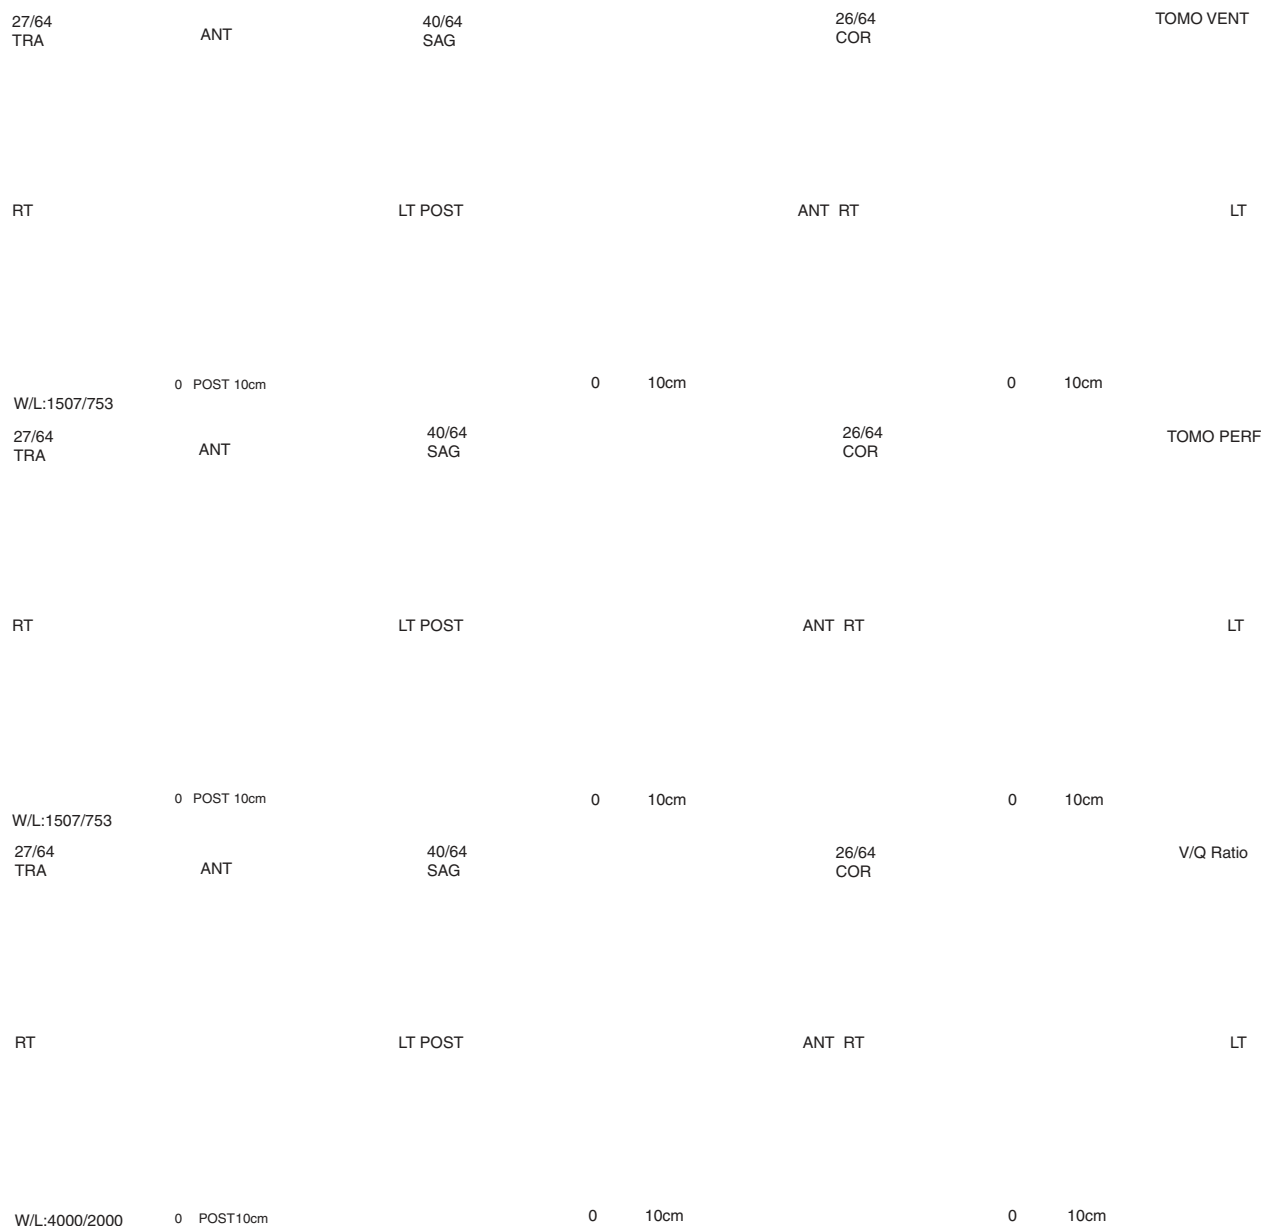 27/64 40/64 26/64 TOMO VENT
TRA ANT SAG COR
RT LT POST ANT RT LT
0 POST 10cm 0 10cm 0 10cm
W/L:1507/753
27/64 40/64 26/64 TOMO PERF
TRA ANT SAG COR
RT LT POST ANT RT LT
0 POST 10cm 0 10cm 0 10cm
W/L:1507/753
27/64 40/64 26/64 V/Q Ratio
TRA ANT SAG COR
RT LT POST ANT RT LT
W/L:4000/2000 0 POST10cm 0 10cm 0 10cm